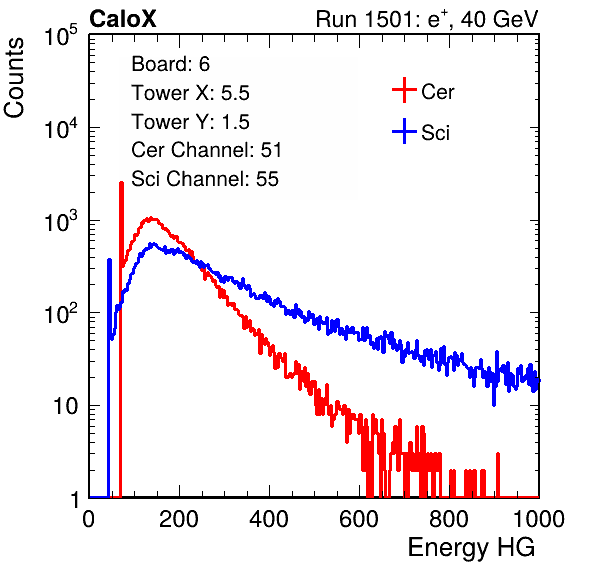 CaloX Run 1501: e⁺, 40 GeV
Counts
10⁵
10⁴
10³
10²
10
1
Board: 6
Tower X: 5.5
Tower Y: 1.5
Cer Channel: 51
Sci Channel: 55
Cer
Sci
0 200 400 600 800 1000
Energy HG